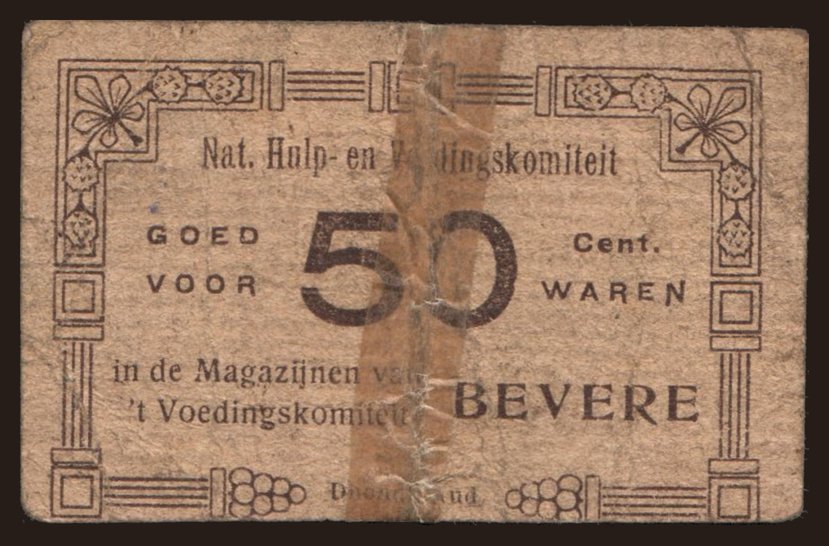 Nat. Hulp- en Voedingskomiteit
GOED VOOR 50 Cent. WAREN
in de Magazijnen van
't Voedingskomiteit BEVERE